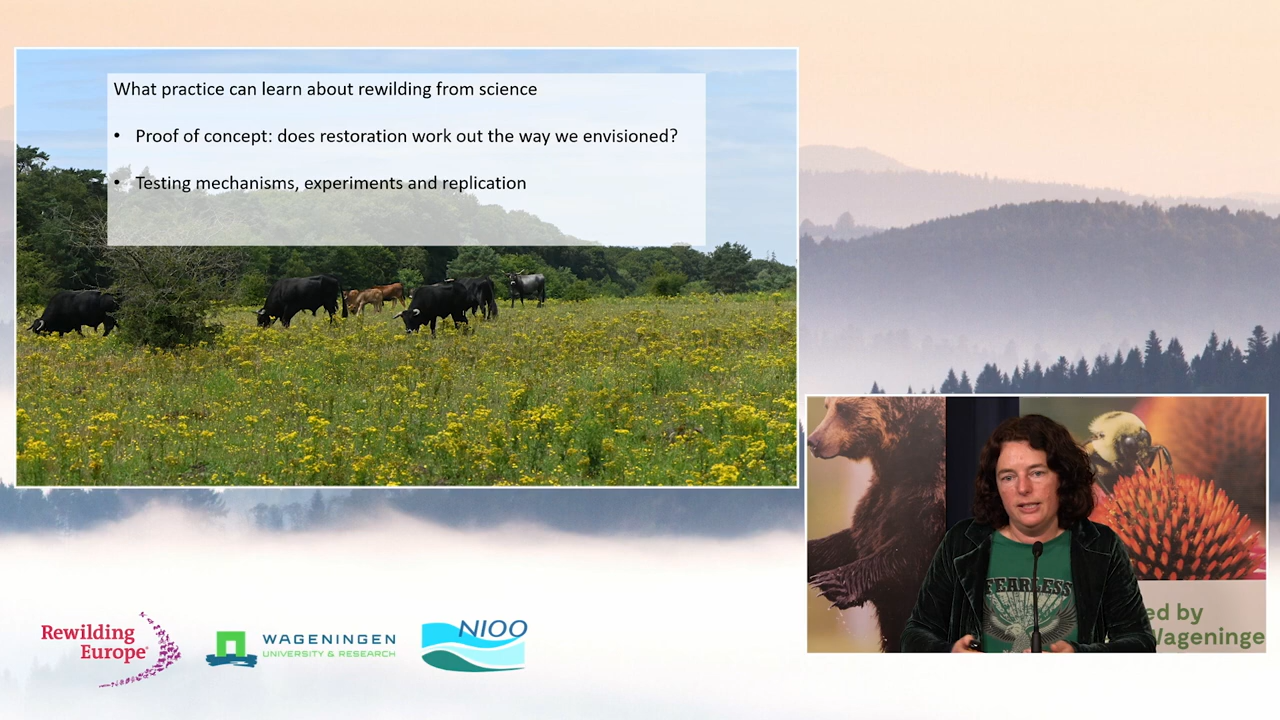 What practice can learn about rewilding from science
• Proof of concept: does restoration work out the way we envisioned?
• Testing mechanisms, experiments and replication
FEARLESS
ed by
Wageninge
Rewilding
Europe
WAGENINGEN
UNIVERSITY & RESEARCH
NIOO